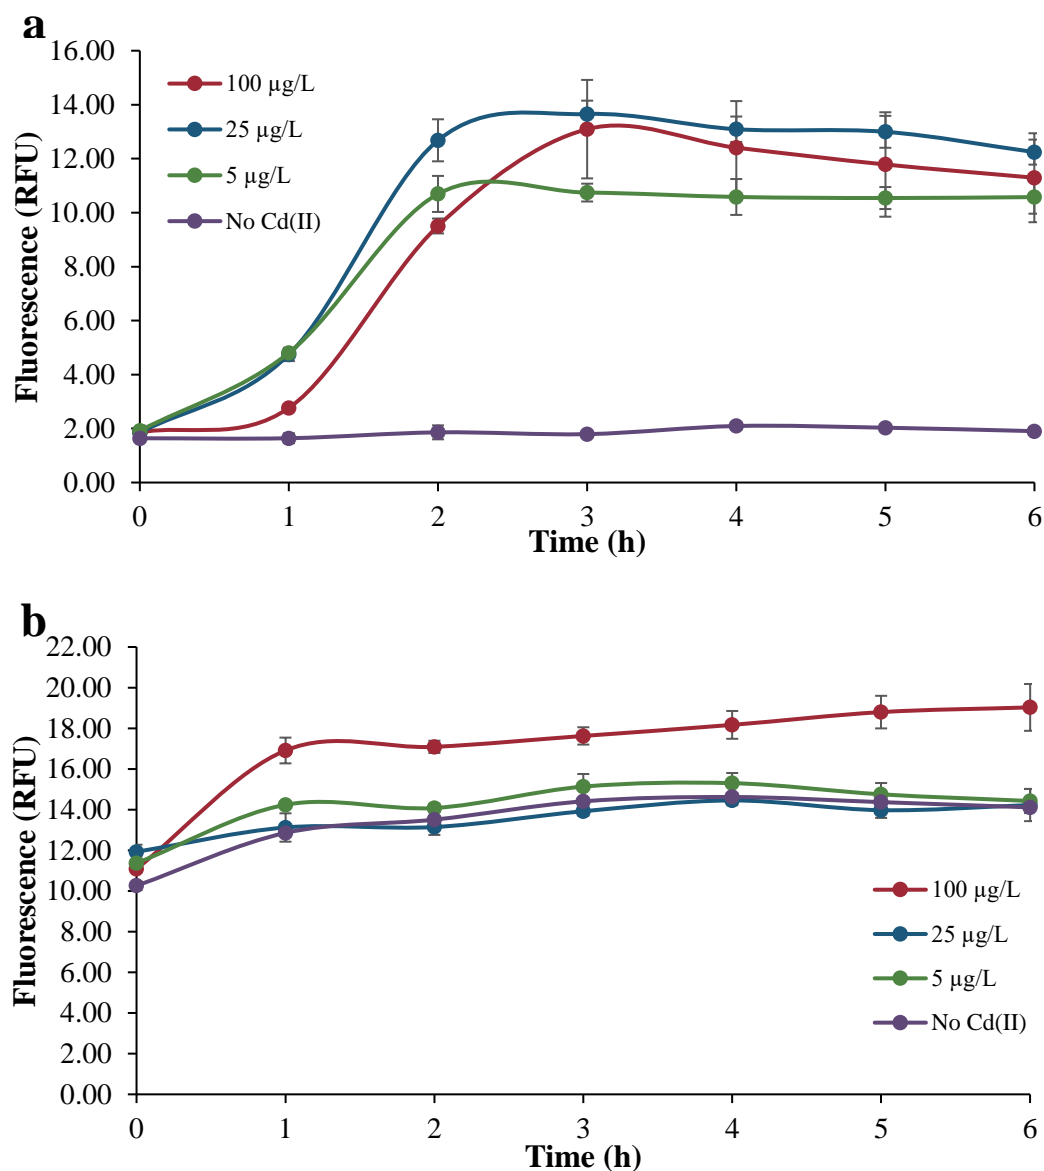 a
16.00
14.00
12.00
10.00
8.00
6.00
4.00
2.00
0.00
Fluorescence (RFU)
100 µg/L
25 µg/L
5 µg/L
No Cd(II)
0 1 2 3 4 5 6
Time (h)
b
22.00
20.00
18.00
16.00
14.00
12.00
10.00
8.00
6.00
4.00
2.00
0.00
Fluorescence (RFU)
100 µg/L
25 µg/L
5 µg/L
No Cd(II)
0 1 2 3 4 5 6
Time (h)